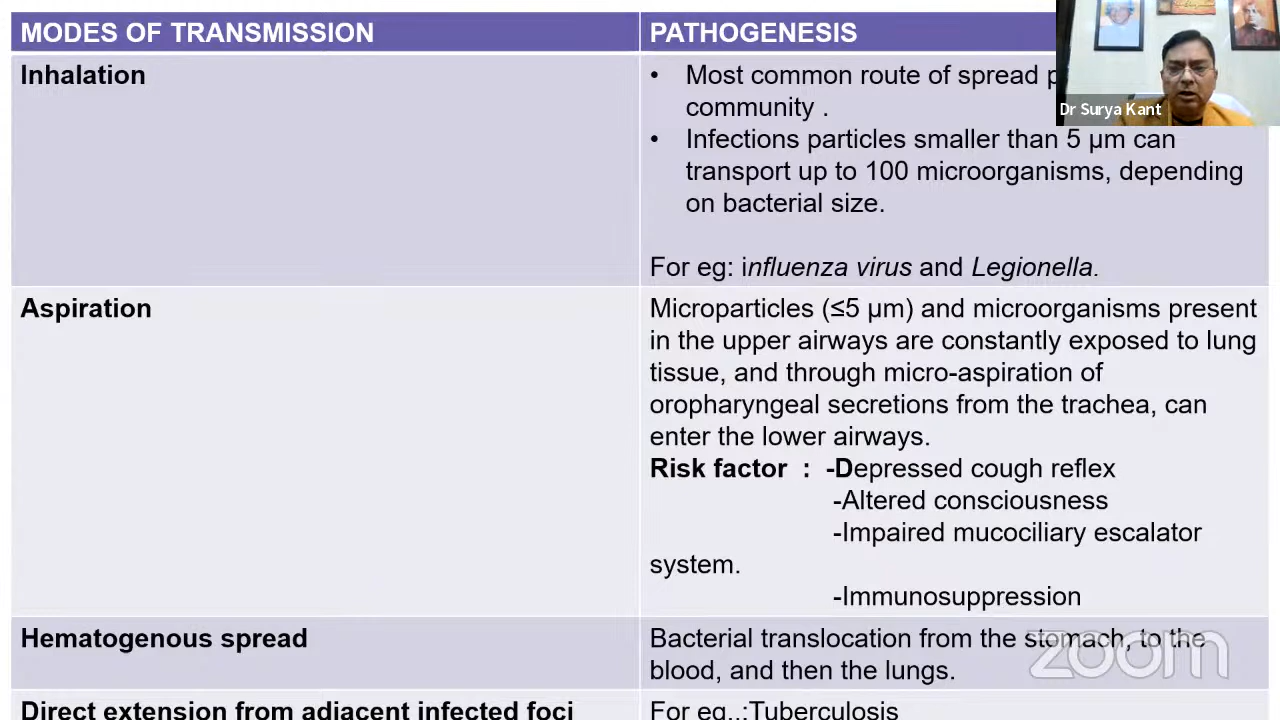 MODES OF TRANSMISSION
PATHOGENESIS
Inhalation
• Most common route of spread
community .
• Infections particles smaller than 5 µm can
transport up to 100 microorganisms, depending
on bacterial size.
For eg: influenza virus and Legionella.
Aspiration
Microparticles (≤5 µm) and microorganisms present
in the upper airways are constantly exposed to lung
tissue, and through micro-aspiration of
oropharyngeal secretions from the trachea, can
enter the lower airways.
Risk factor : -Depressed cough reflex
-Altered consciousness
-Impaired mucociliary escalator
system.
-Immunosuppression
Hematogenous spread
Bacterial translocation from the stomach, to the
blood, and then the lungs.
Direct extension from adjacent infected foci
For eg..:Tuberculosis
Dr Surya Kant
zoom